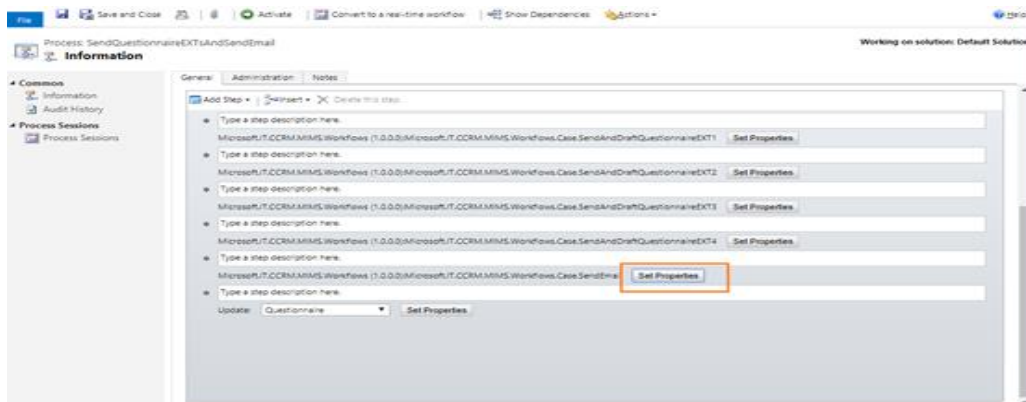 File Save and Close Activate Convert to a real-time workflow Show Dependencies Actions Help
Process: SendQuestionnaireEXTsAndSendEmail
Information
Working on solution: Default Solution
Common
Information
Audit History
Process Sessions
Process Sessions
General Administration Notes
Add Step Insert Delete this step.
Type a step description here.
Microsoft.IT.CCRM.MIMS.Workflows (1.0.0.0):Microsoft.IT.CCRM.MIMS.Workflows.Case.SendAndDraftQuestionnaireEXT1 Set Properties
Type a step description here.
Microsoft.IT.CCRM.MIMS.Workflows (1.0.0.0):Microsoft.IT.CCRM.MIMS.Workflows.Case.SendAndDraftQuestionnaireEXT2 Set Properties
Type a step description here.
Microsoft.IT.CCRM.MIMS.Workflows (1.0.0.0):Microsoft.IT.CCRM.MIMS.Workflows.Case.SendAndDraftQuestionnaireEXT3 Set Properties
Type a step description here.
Microsoft.IT.CCRM.MIMS.Workflows (1.0.0.0):Microsoft.IT.CCRM.MIMS.Workflows.Case.SendAndDraftQuestionnaireEXT4 Set Properties
Type a step description here.
Microsoft.IT.CCRM.MIMS.Workflows (1.0.0.0):Microsoft.IT.CCRM.MIMS.Workflows.Case.SendEmai Set Properties
Type a step description here.
Update: Questionnaire Set Properties